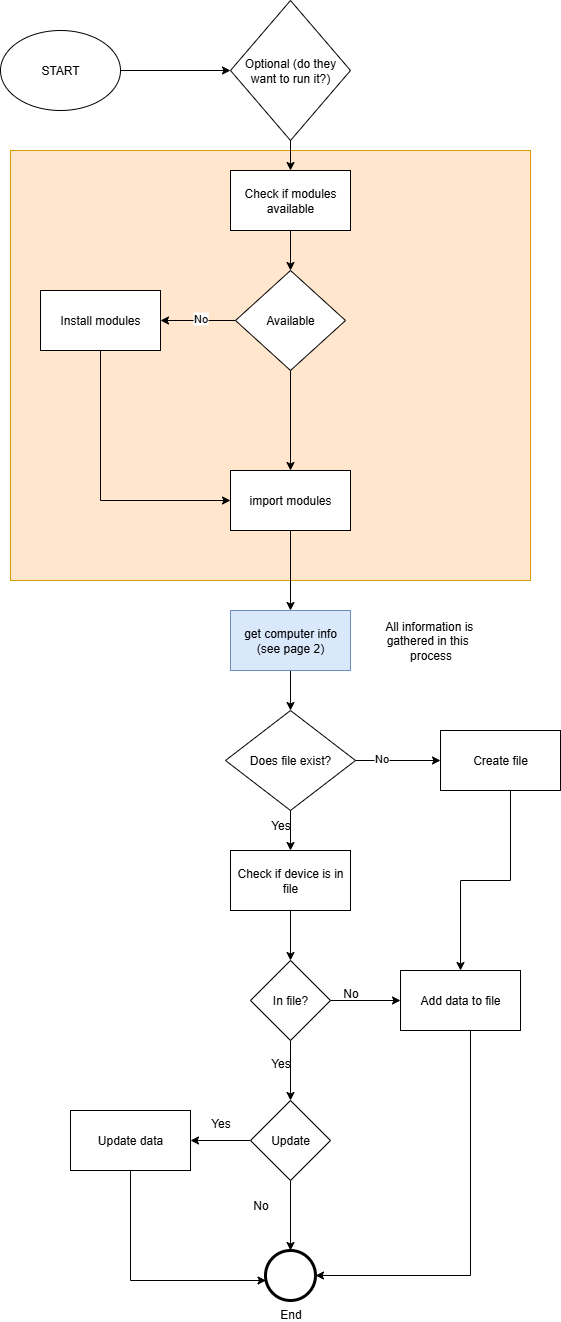 START
Optional (do they
want to run it?)
Check if modules
available
Install modules
No
Available
import modules
get computer info
(see page 2)
All information is
gathered in this
process
Does file exist?
No
Create file
Yes
Check if device is in
file
In file?
No
Add data to file
Yes
Update data
Yes
Update
No
End